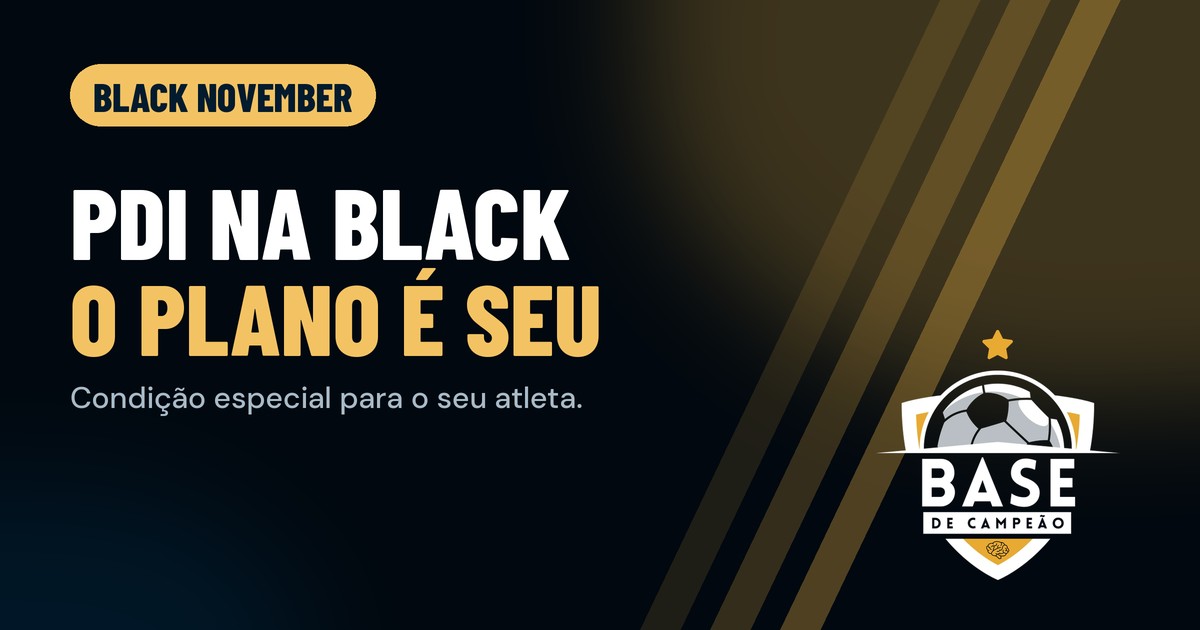 BLACK NOVEMBER
PDI NA BLACK
O PLANO É SEU
Condição especial para o seu atleta.
BASE
DE CAMPEÃO